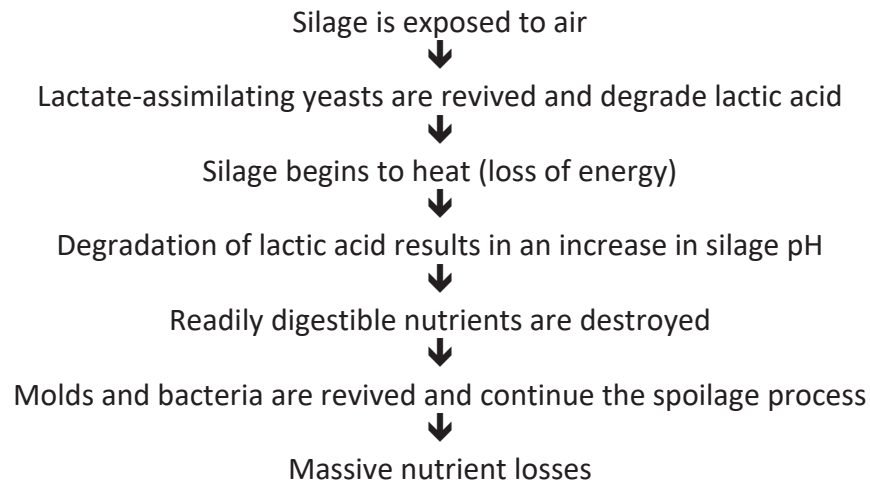 Silage is exposed to air
Lactate-assimilating yeasts are revived and degrade lactic acid
Silage begins to heat (loss of energy)
Degradation of lactic acid results in an increase in silage pH
Readily digestible nutrients are destroyed
Molds and bacteria are revived and continue the spoilage process
Massive nutrient losses